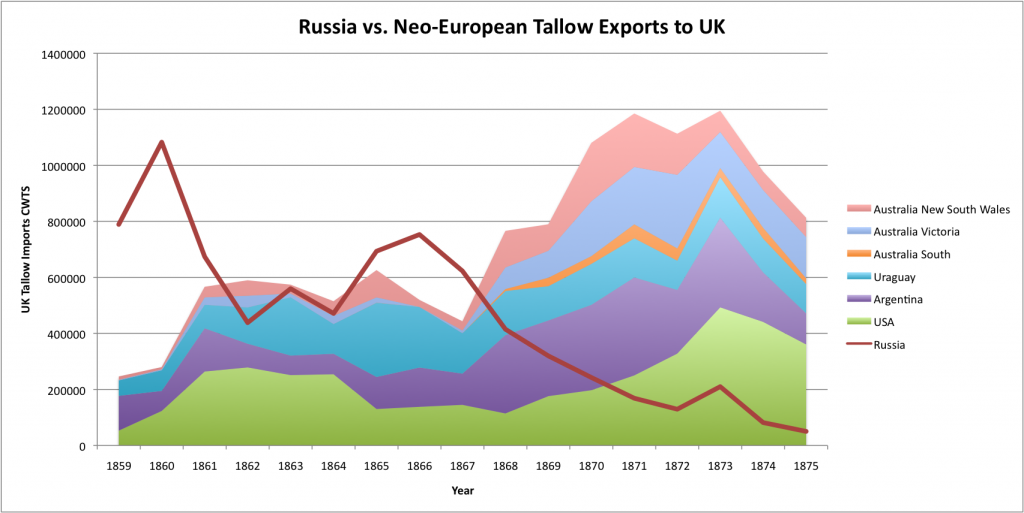 Russia vs. Neo-European Tallow Exports to UK
1400000
1200000
1000000
800000
600000
400000
200000
0
UK Tallow Imports CWTS
1859 1860 1861 1862 1863 1864 1865 1866 1867 1868 1869 1870 1871 1872 1873 1874 1875
Year
Australia New South Wales
Australia Victoria
Australia South
Uraguay
Argentina
USA
Russia